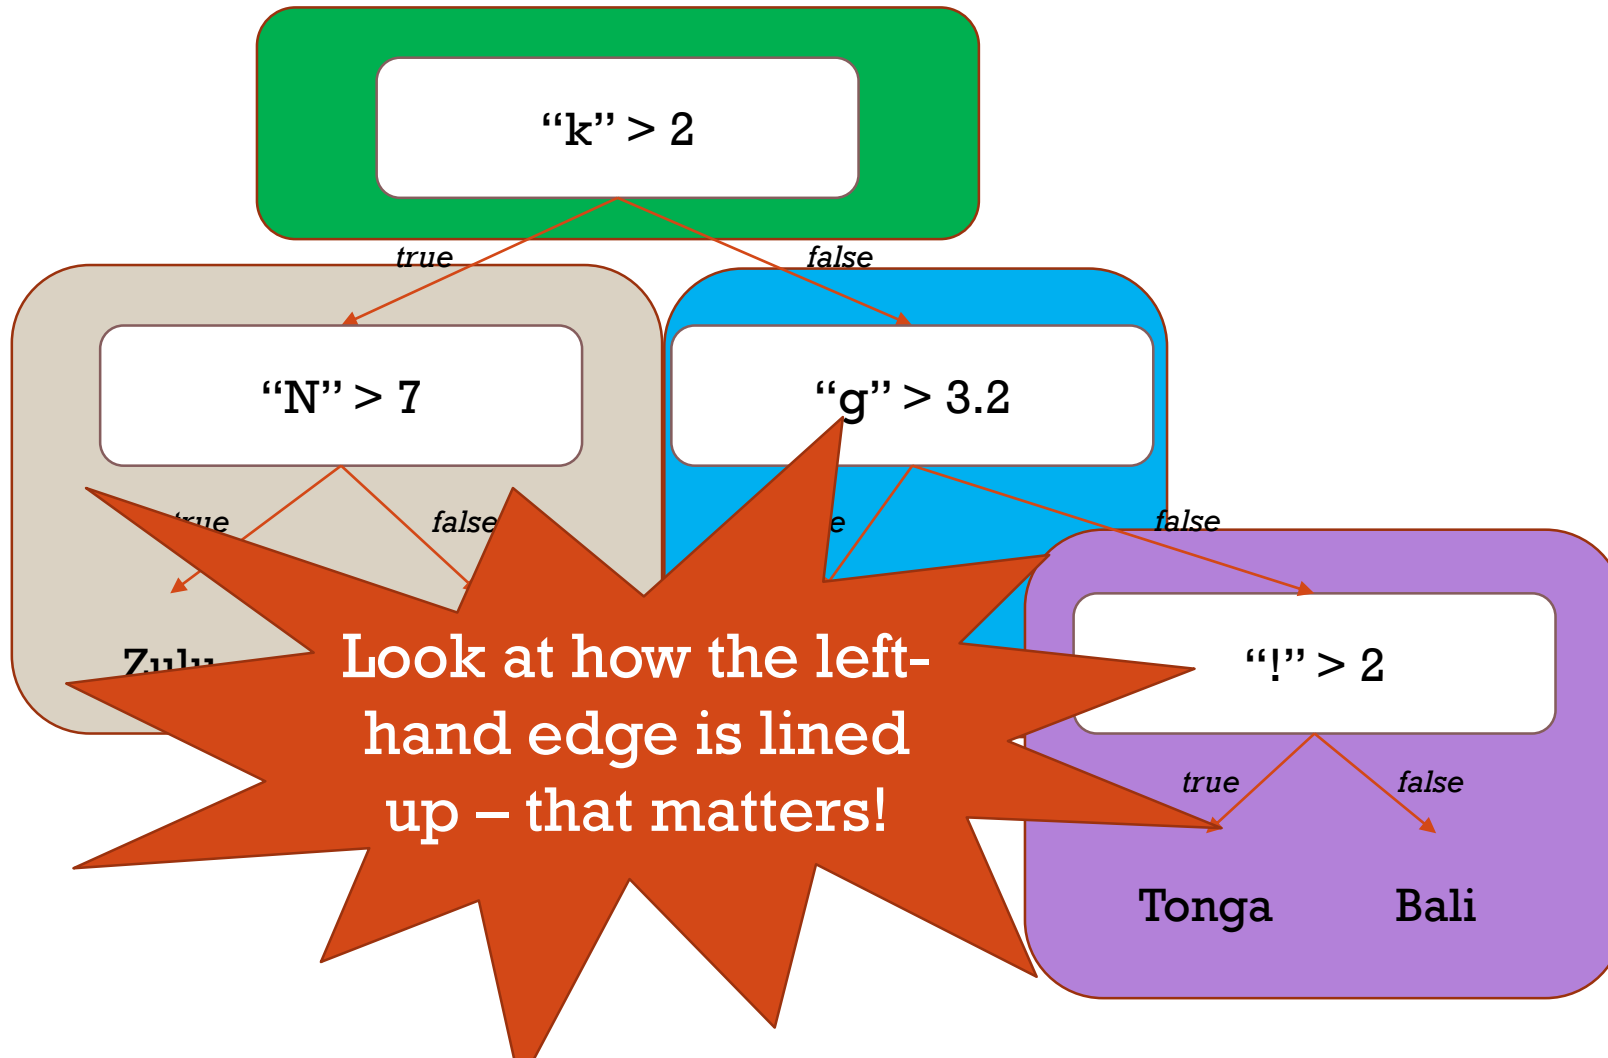 “k” > 2
true
false
“N” > 7
“g” > 3.2
false
false
“!” > 2
Look at how the left-
hand edge is lined
up – that matters!
true
false
Zulu
Tonga
Bali